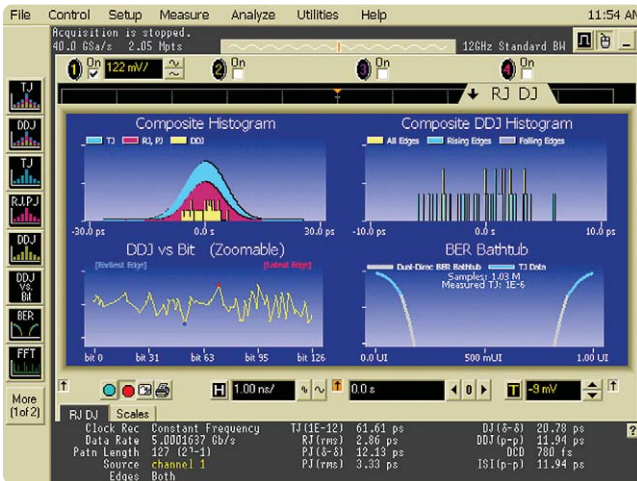 File Control Setup Measure Analyze Utilities Help 11:54 AM
Acquisition is stopped.
40.0 GSa/s 2.05 Mpts 12GHz Standard BW
1 On 122 mV/ 2 On 3 On 4 On
RJ DJ
TJ
DDJ
TJ
RJ,PJ
DDJ
DDJ
vs.
Bit
BER
FFT
More
(1of 2)
Composite Histogram
TJ RJ, PJ DDJ
-30.0 ps 0.0 s 30.0 ps
Composite DDJ Histogram
All Edges Rising Edges Falling Edges
-10.0 ps 0.0 s 10.0 ps
DDJ vs Bit (Zoomable)
[Earliest Edge] [Latest Edge]
bit 0 bit 31 bit 63 bit 95 bit 126
BER Bathtub
Dual-Dirac BER Bathtub TJ Data
Samples: 1.03 M
Measured TJ: 1E-6
0.0 UI 500 mUI 1.00 UI
H 1.00 ns/ 0.0 s 0 T -9 mV
RJ DJ Scales
Clock Rec Constant Frequency TJ(1E-12) 61.61 ps DJ(δ-δ) 20.78 ps
Data Rate 5.0001637 Gb/s RJ(rms) 2.86 ps DDJ(p-p) 11.94 ps
Patn Length 127 (2⁷-1) PJ(δ-δ) 12.13 ps DCD 780 fs
Source channel 1 PJ(rms) 3.33 ps ISI(p-p) 11.94 ps
Edges Both
?